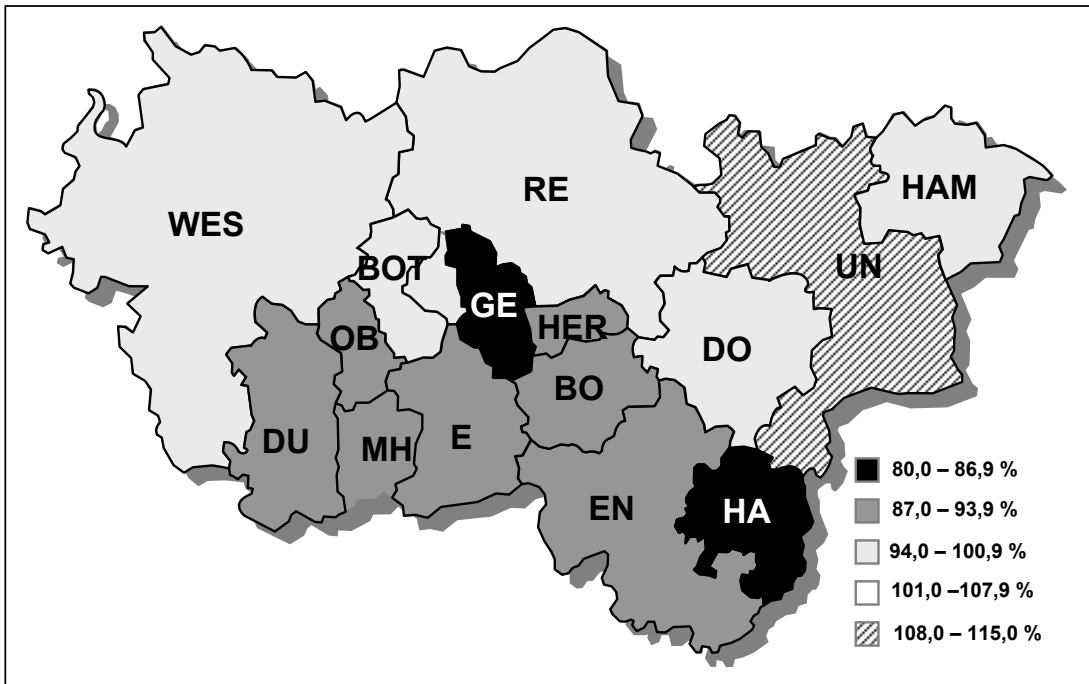 HAM
RE
WES
UN
BOT
GE
HER
OB
DO
BO
DU
MH
E
EN
HA
80,0 – 86,9 %
87,0 – 93,9 %
94,0 – 100,9 %
101,0 –107,9 %
108,0 – 115,0 %